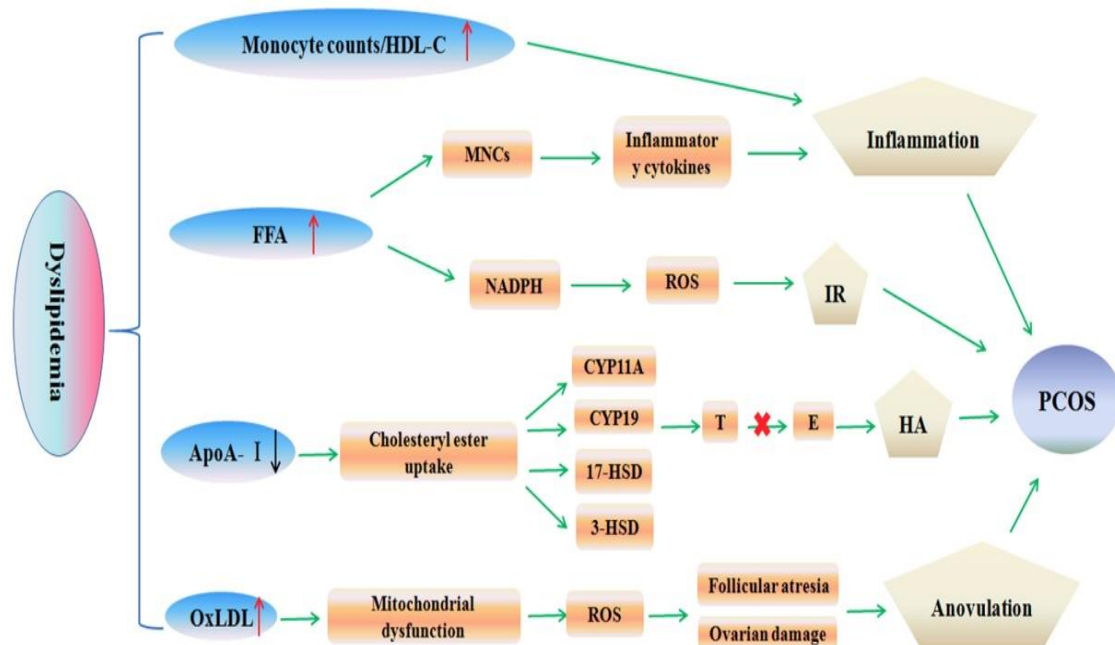 Monocyte counts/HDL-C
Inflammation
MNCs
Inflammator
y cytokines
Dyslipidemia
FFA
NADPH
ROS
IR
PCOS
CYP11A
CYP19
T
E
HA
ApoA- I
Cholesteryl ester
uptake
17-HSD
3-HSD
OxLDL
Mitochondrial
dysfunction
ROS
Follicular atresia
Ovarian damage
Anovulation